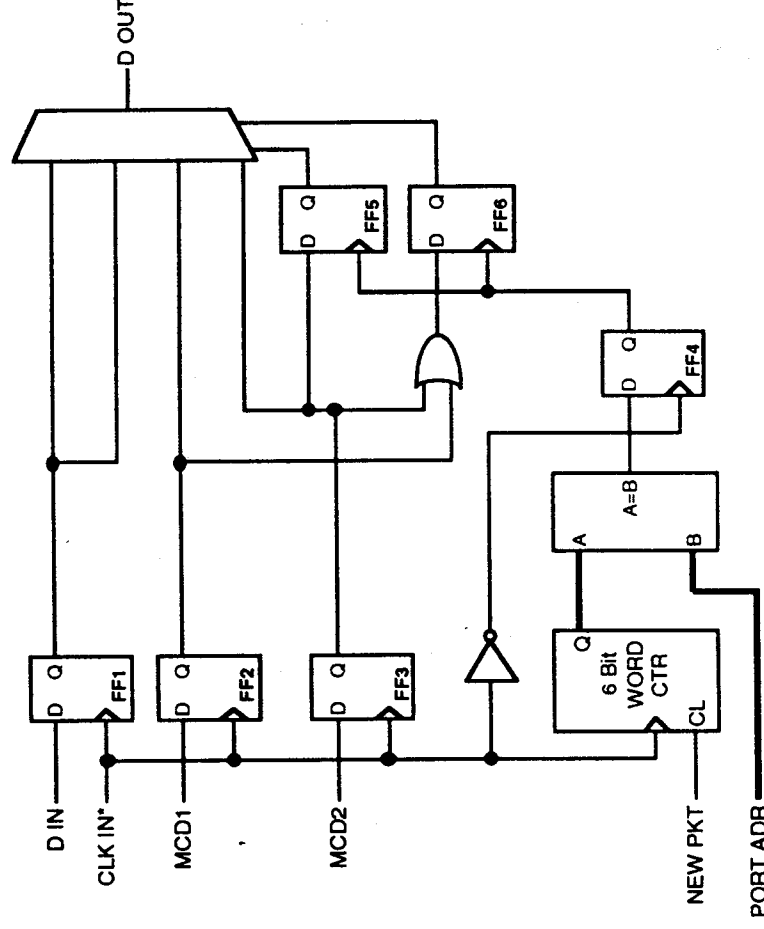 D IN
CLK IN*
MCD1
MCD2
NEW PKT
PORT ADR
D
Q
FF1
D
Q
FF2
D
Q
FF3
Q
6 Bit
WORD
CTR
CL
A
B
A=B
D
Q
FF4
D
Q
FF5
D
Q
FF6
D OUT